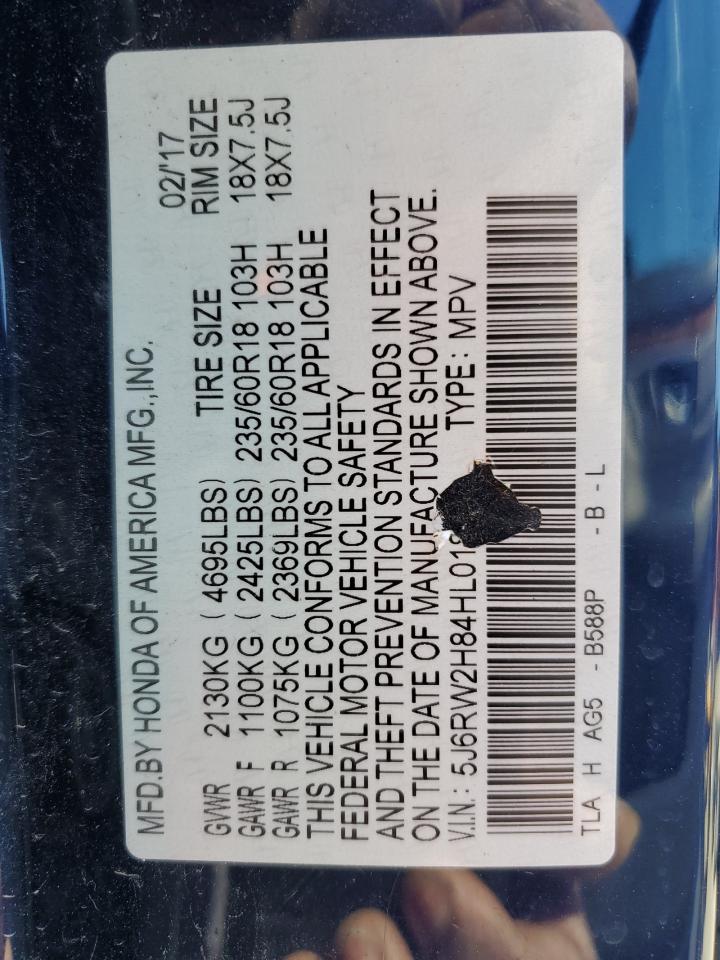 MFD.BY HONDA OF AMERICA MFG.,INC. 02/'17
TIRE SIZE RIM SIZE
GVWR 2130KG ( 4695LBS)
GAWR F 1100KG ( 2425LBS) 235/60R18 103H 18X7.5J
GAWR R 1075KG ( 2369LBS) 235/60R18 103H 18X7.5J
THIS VEHICLE CONFORMS TO ALL APPLICABLE
FEDERAL MOTOR VEHICLE SAFETY
AND THEFT PREVENTION STANDARDS IN EFFECT
ON THE DATE OF MANUFACTURE SHOWN ABOVE.
V.I.N.: 5J6RW2H84HL01 TYPE: MPV
TLA H AG5 - B588P - B - L